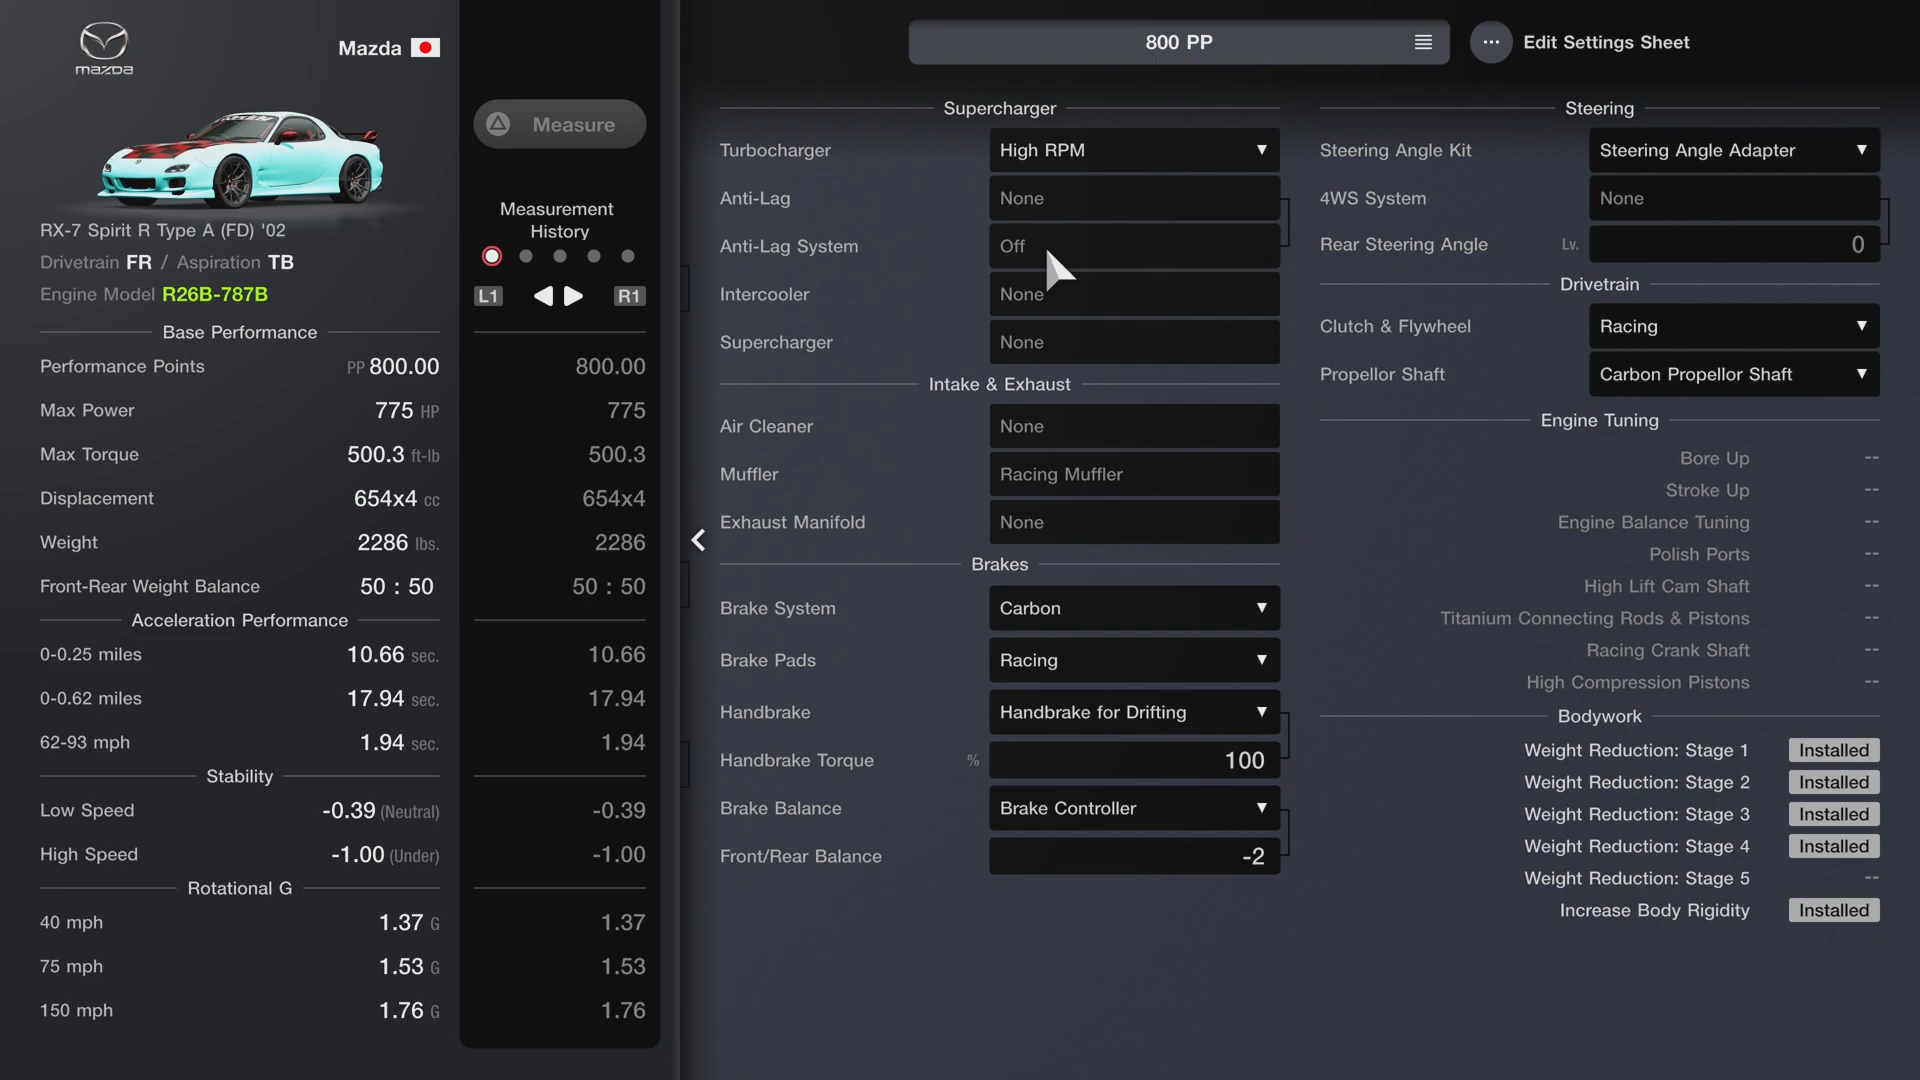 mazda
Mazda
RX-7 Spirit R Type A (FD) '02
Drivetrain FR / Aspiration TB
Engine Model R26B-787B
Base Performance
Performance Points PP 800.00
Max Power 775 HP
Max Torque 500.3 ft-lb
Displacement 654x4 cc
Weight 2286 lbs.
Front-Rear Weight Balance 50 : 50
Acceleration Performance
0-0.25 miles 10.66 sec.
0-0.62 miles 17.94 sec.
62-93 mph 1.94 sec.
Stability
Low Speed -0.39 (Neutral)
High Speed -1.00 (Under)
Rotational G
40 mph 1.37 G
75 mph 1.53 G
150 mph 1.76 G
Measure
Measurement
History
L1 R1
800.00
775
500.3
654x4
2286
50 : 50
10.66
17.94
1.94
-0.39
-1.00
1.37
1.53
1.76
800 PP
Edit Settings Sheet
Supercharger
Turbocharger High RPM
Anti-Lag None
Anti-Lag System Off
Intercooler None
Supercharger None
Intake & Exhaust
Air Cleaner None
Muffler Racing Muffler
Exhaust Manifold None
Brakes
Brake System Carbon
Brake Pads Racing
Handbrake Handbrake for Drifting
Handbrake Torque % 100
Brake Balance Brake Controller
Front/Rear Balance -2
Steering
Steering Angle Kit Steering Angle Adapter
4WS System None
Rear Steering Angle Lv. 0
Drivetrain
Clutch & Flywheel Racing
Propellor Shaft Carbon Propellor Shaft
Engine Tuning
Bore Up --
Stroke Up --
Engine Balance Tuning --
Polish Ports --
High Lift Cam Shaft --
Titanium Connecting Rods & Pistons --
Racing Crank Shaft --
High Compression Pistons --
Bodywork
Weight Reduction: Stage 1 Installed
Weight Reduction: Stage 2 Installed
Weight Reduction: Stage 3 Installed
Weight Reduction: Stage 4 Installed
Weight Reduction: Stage 5 --
Increase Body Rigidity Installed